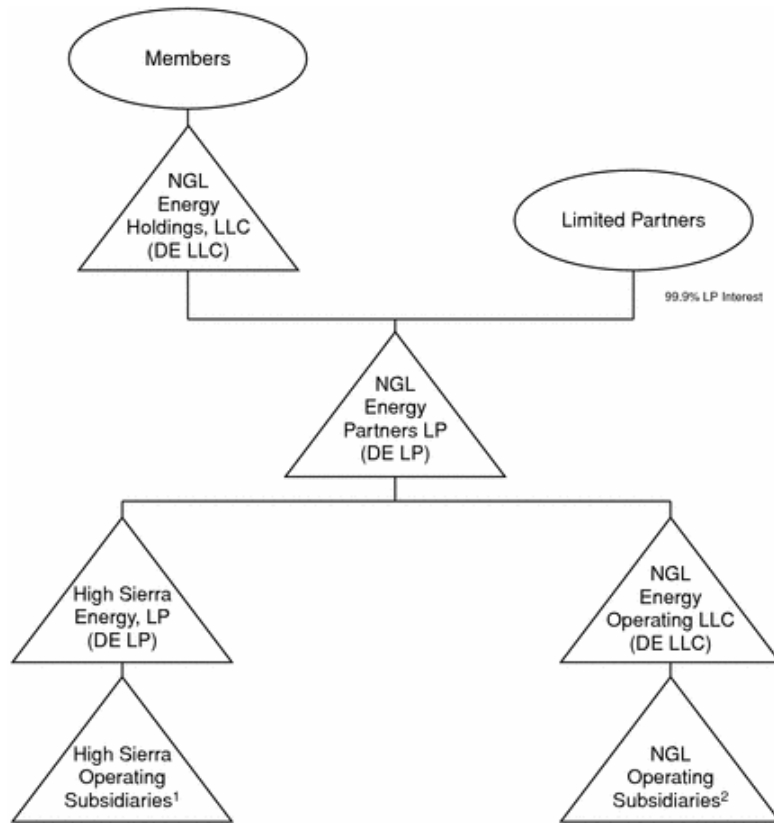 Members
NGL
Energy
Holdings, LLC
(DE LLC)
Limited Partners
99.9% LP Interest
NGL
Energy
Partners LP
(DE LP)
High Sierra
Energy, LP
(DE LP)
NGL
Energy
Operating LLC
(DE LLC)
High Sierra
Operating
Subsidiaries¹
NGL
Operating
Subsidiaries²